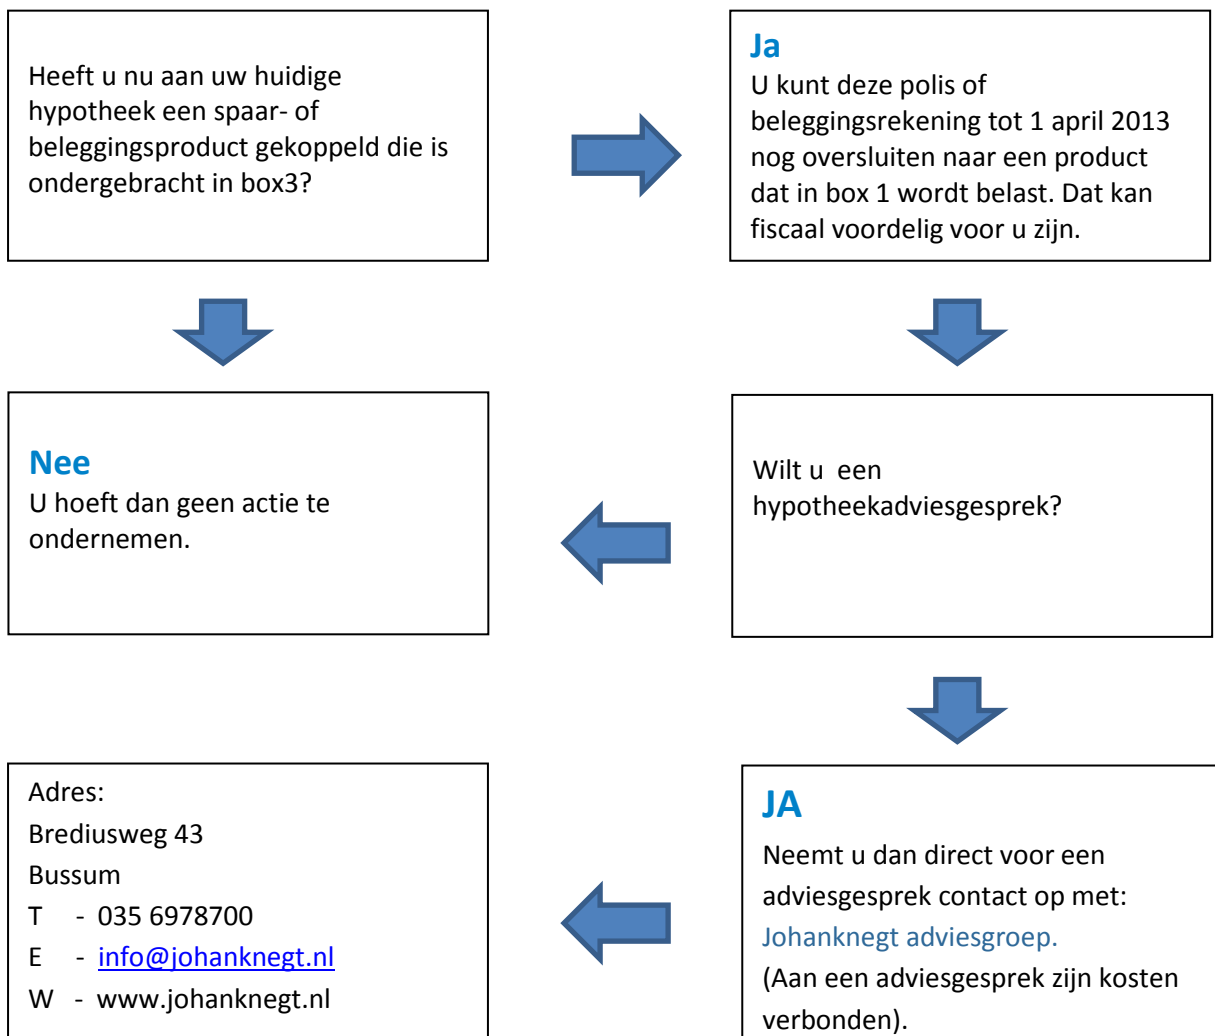 Heeft u nu aan uw huidige
hypotheek een spaar- of
beleggingsproduct gekoppeld die is
ondergebracht in box3?
Ja
U kunt deze polis of
beleggingsrekening tot 1 april 2013
nog oversluiten naar een product
dat in box 1 wordt belast. Dat kan
fiscaal voordelig voor u zijn.
Nee
U hoeft dan geen actie te
ondernemen.
Wilt u een
hypotheekadviesgesprek?
JA
Neemt u dan direct voor een
adviesgesprek contact op met:
Johanknegt adviesgroep.
(Aan een adviesgesprek zijn kosten
verbonden).
Adres:
Brediusweg 43
Bussum
T - 035 6978700
E - info@johanknegt.nl
W - www.johanknegt.nl